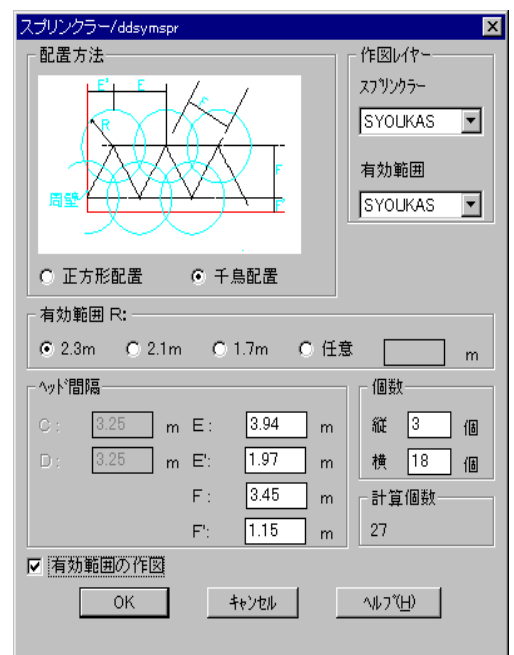 スプリンクラー/ddsymspr
配置方法
E' E
F
R
F
周壁
F'
正方形配置 千鳥配置
作図レイヤー
スプリンクラー
SYOUKAS
有効範囲
SYOUKAS
有効範囲 R:
2.3m 2.1m 1.7m 任意 m
ヘッド間隔
C: 3.25 m E: 3.94 m
D: 3.25 m E': 1.97 m
F: 3.45 m
F': 1.15 m
個数
縦 3 個
横 18 個
計算個数
27
有効範囲の作図
OK キャンセル ヘルプ(H)